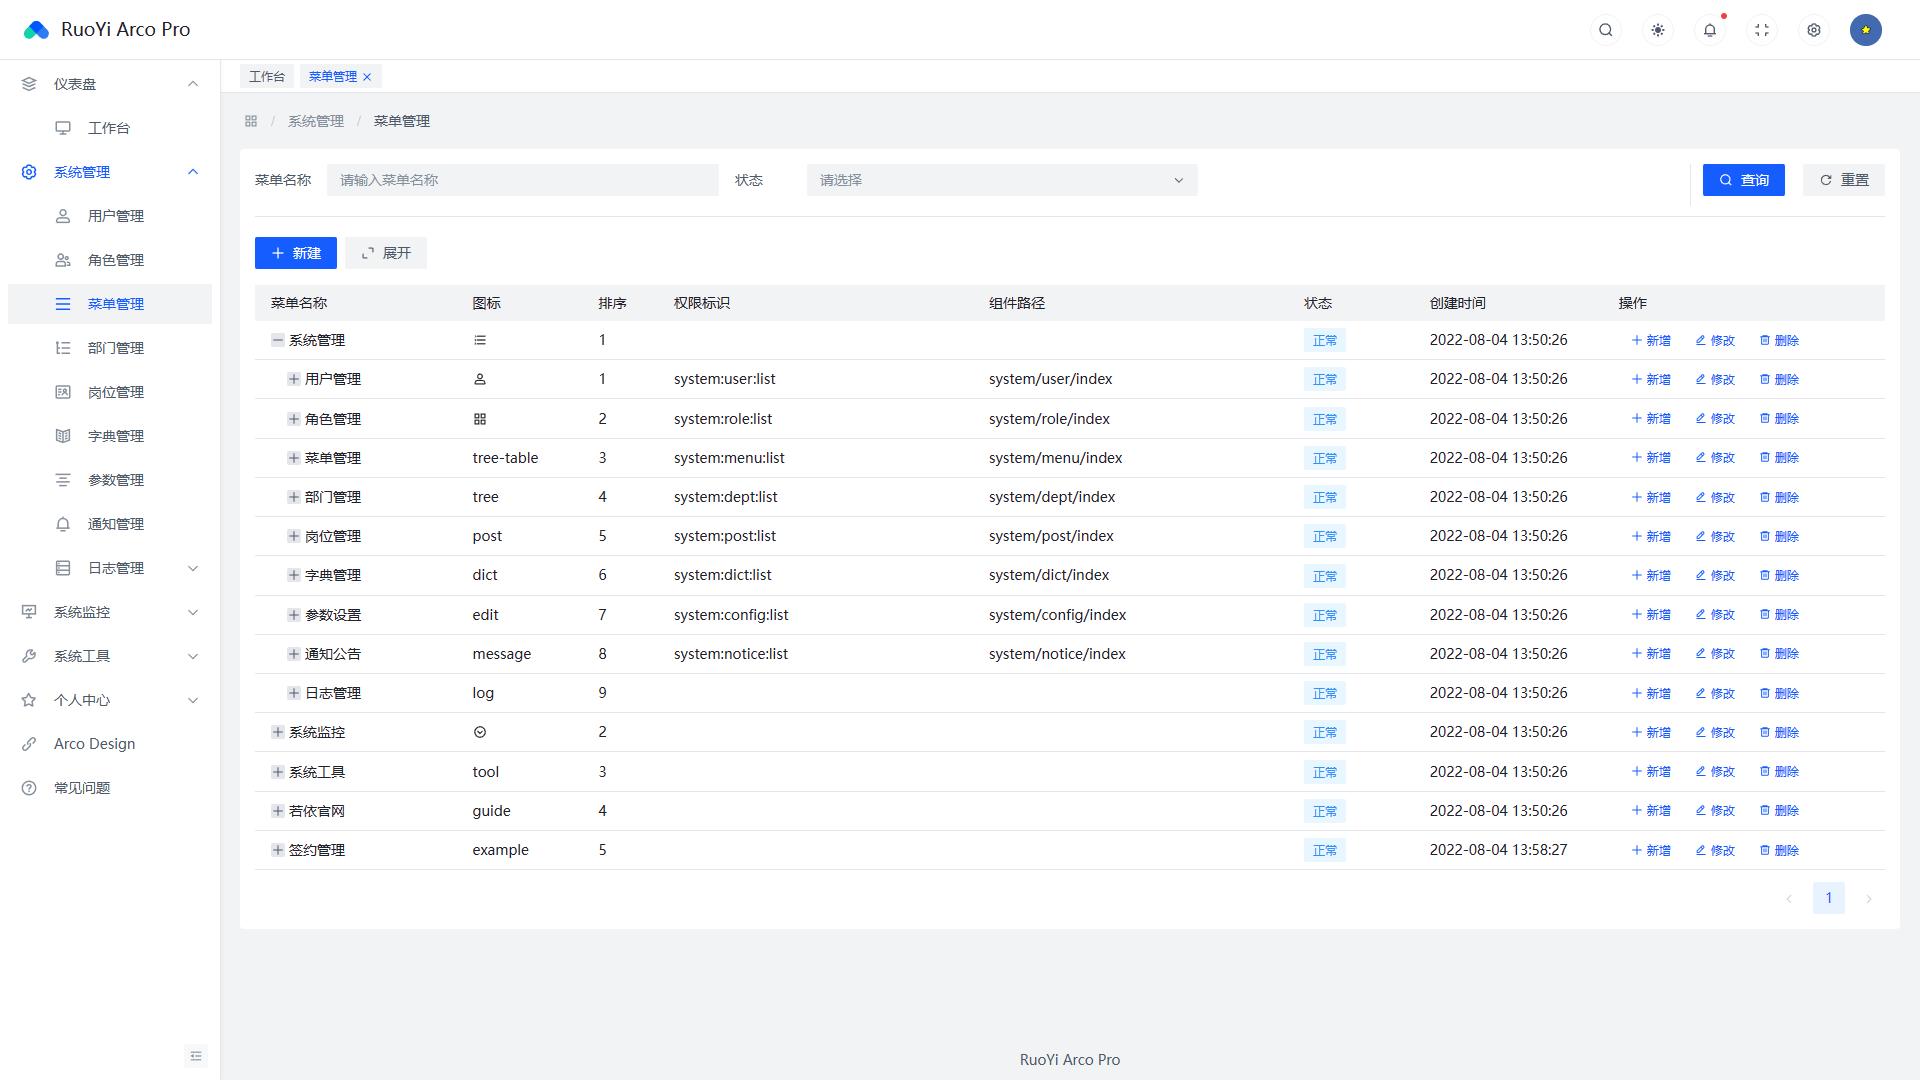 RuoYi Arco Pro
仪表盘
工作台
系统管理
用户管理
角色管理
菜单管理
部门管理
岗位管理
字典管理
参数管理
通知管理
日志管理
系统监控
系统工具
个人中心
Arco Design
常见问题
工作台 菜单管理
/ 系统管理 / 菜单管理
菜单名称 请输入菜单名称 状态 请选择 查询 重置
新建 展开
菜单名称 图标 排序 权限标识 组件路径 状态 创建时间 操作
系统管理 1 正常 2022-08-04 13:50:26 新增 修改 删除
用户管理 1 system:user:list system/user/index 正常 2022-08-04 13:50:26 新增 修改 删除
角色管理 2 system:role:list system/role/index 正常 2022-08-04 13:50:26 新增 修改 删除
菜单管理 tree-table 3 system:menu:list system/menu/index 正常 2022-08-04 13:50:26 新增 修改 删除
部门管理 tree 4 system:dept:list system/dept/index 正常 2022-08-04 13:50:26 新增 修改 删除
岗位管理 post 5 system:post:list system/post/index 正常 2022-08-04 13:50:26 新增 修改 删除
字典管理 dict 6 system:dict:list system/dict/index 正常 2022-08-04 13:50:26 新增 修改 删除
参数设置 edit 7 system:config:list system/config/index 正常 2022-08-04 13:50:26 新增 修改 删除
通知公告 message 8 system:notice:list system/notice/index 正常 2022-08-04 13:50:26 新增 修改 删除
日志管理 log 9 正常 2022-08-04 13:50:26 新增 修改 删除
系统监控 2 正常 2022-08-04 13:50:26 新增 修改 删除
系统工具 tool 3 正常 2022-08-04 13:50:26 新增 修改 删除
若依官网 guide 4 正常 2022-08-04 13:50:26 新增 修改 删除
签约管理 example 5 正常 2022-08-04 13:58:27 新增 修改 删除
1
RuoYi Arco Pro